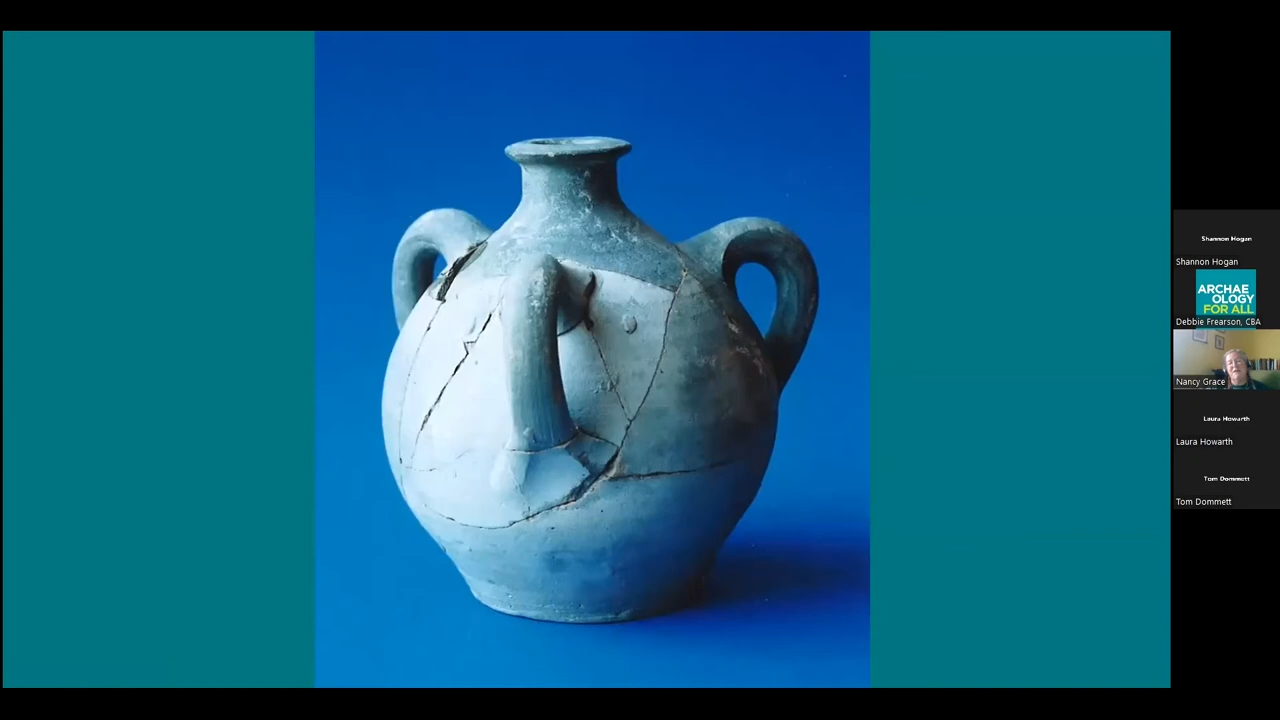 Shannon Hogan
Shannon Hogan
ARCHAE
OLOGY
FOR ALL
Debbie Frearson, CBA
Nancy Grace
Laura Howarth
Laura Howarth
Tom Dommett
Tom Dommett